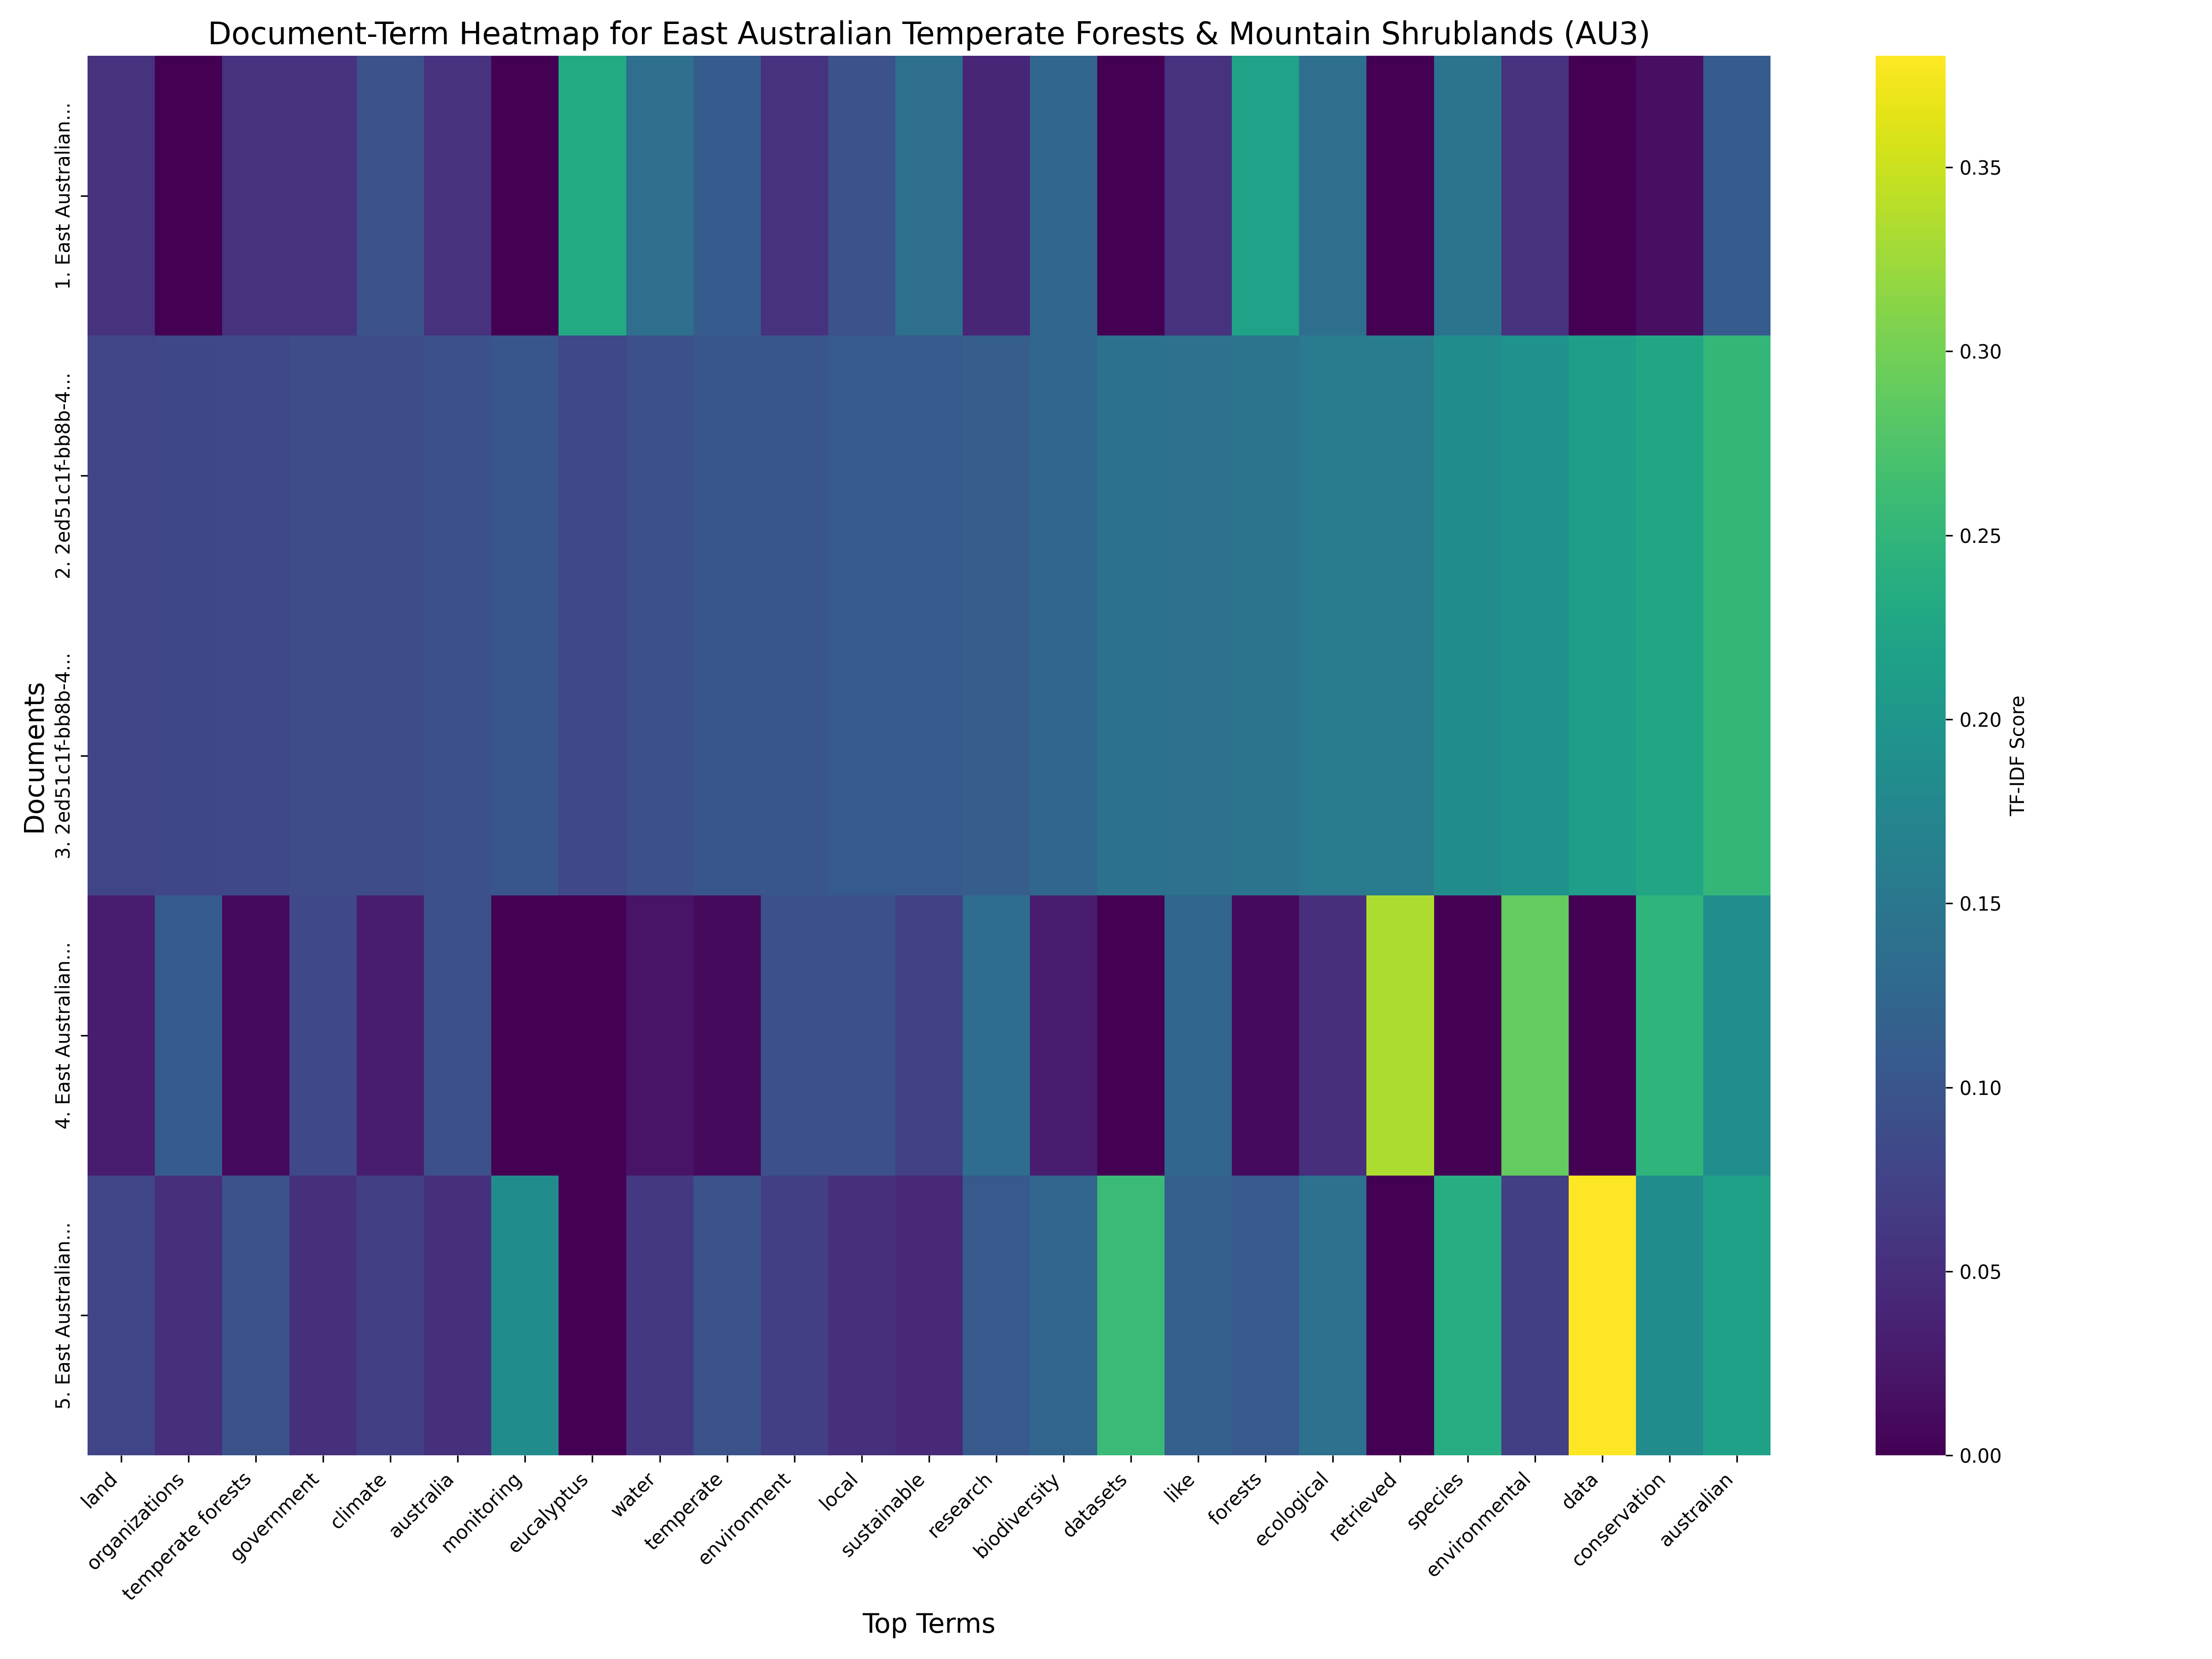 Document-Term Heatmap for East Australian Temperate Forests & Mountain Shrublands (AU3)
Documents
1. East Australian...
2. 2ed51c1f-bb8b-4...
3. 2ed51c1f-bb8b-4...
4. East Australian...
5. East Australian...
land
organizations
temperate forests
government
climate
australia
monitoring
eucalyptus
water
temperate
environment
local
sustainable
research
biodiversity
datasets
like
forests
ecological
retrieved
species
environmental
data
conservation
australian
Top Terms
0.35
0.30
0.25
0.20
0.15
0.10
0.05
0.00
TF-IDF Score